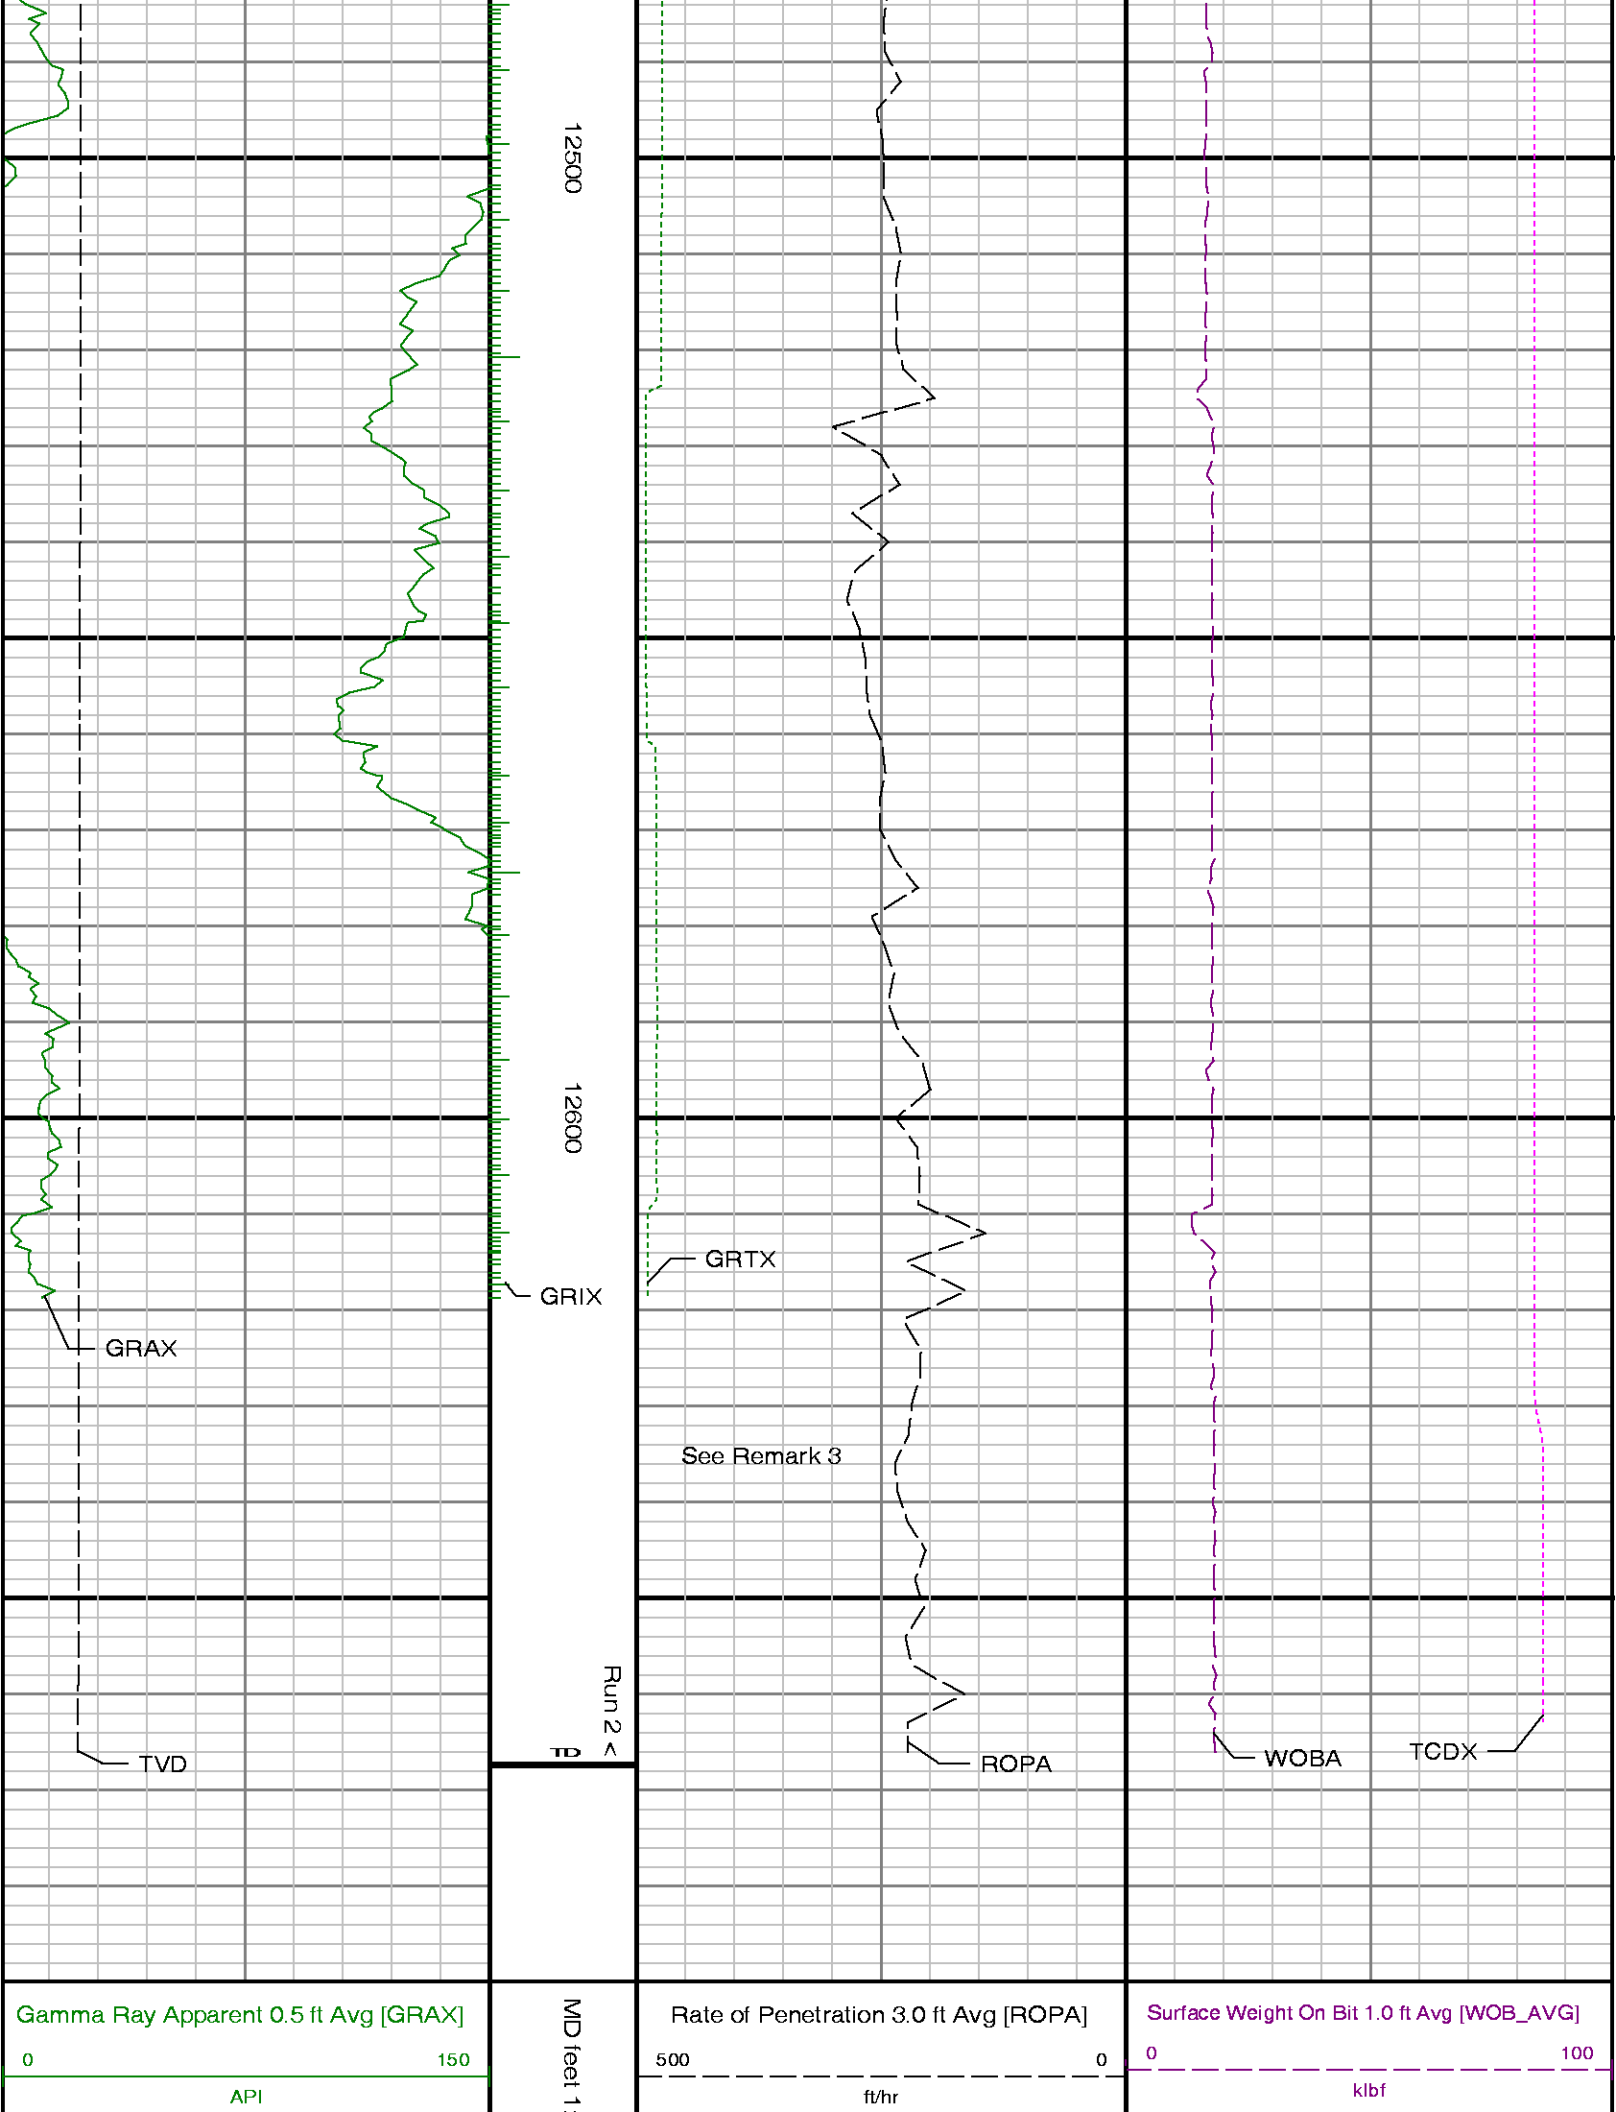 12500
12600
GRTX
GRIX
GRAX
See Remark 3
Run 2 <
TD
TVD
ROPA
WOBA
TCDX
Gamma Ray Apparent 0.5 ft Avg [GRAX]
0 150
API
MD feet 1:
Rate of Penetration 3.0 ft Avg [ROPA]
500 0
ft/hr
Surface Weight On Bit 1.0 ft Avg [WOB_AVG]
0 100
klbf